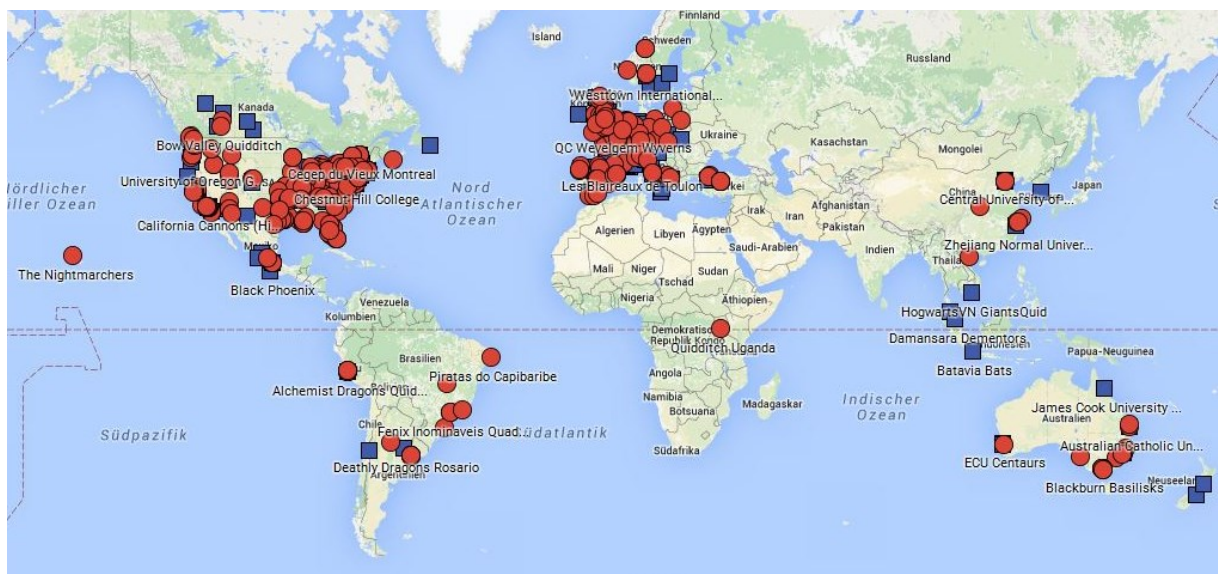 Finnland
Island
Schweden
Russland
Kanada
Westtown International...
Ukraine
Kasachstan
Mongolei
Bow Valley Quidditch
QC Wevelgem Wyverns
Cegep du Vieux Montreal
University of Oregon
Les Blaireaux de Toulon
Japan
China
Nord
Atlantischer
Ozean
Chestnut Hill College
Afghanistan
Irak
Iran
Central University of...
Pakistan
California Cannons (Hi...
Algerien
Libyen
Ägypten
Saudi-Arabien
Indien
Zhejiang Normal Univer...
The Nightmarchers
Mali
Niger
Sudan
Tschad
Black Phoenix
Nigeria
Äthiopien
Venezuela
HogwartsVN GiantsQuid
Kolumbien
Quidditch Uganda
Damansara Dementors
Papua-Neuguinea
Brasilien
Batavia Bats
Piratas do Capibaribe
Alchemist Dragons Quid...
Angola
Indischer
Ozean
Namibia
Botsuana
Madagaskar
James Cook University ...
Australien
Südpazifik
Chile
Fenix Inominaveis Quad...
Südafrika
Australian Catholic Un...
ECU Centaurs
Deathly Dragons Rosario
Blackburn Basilisks